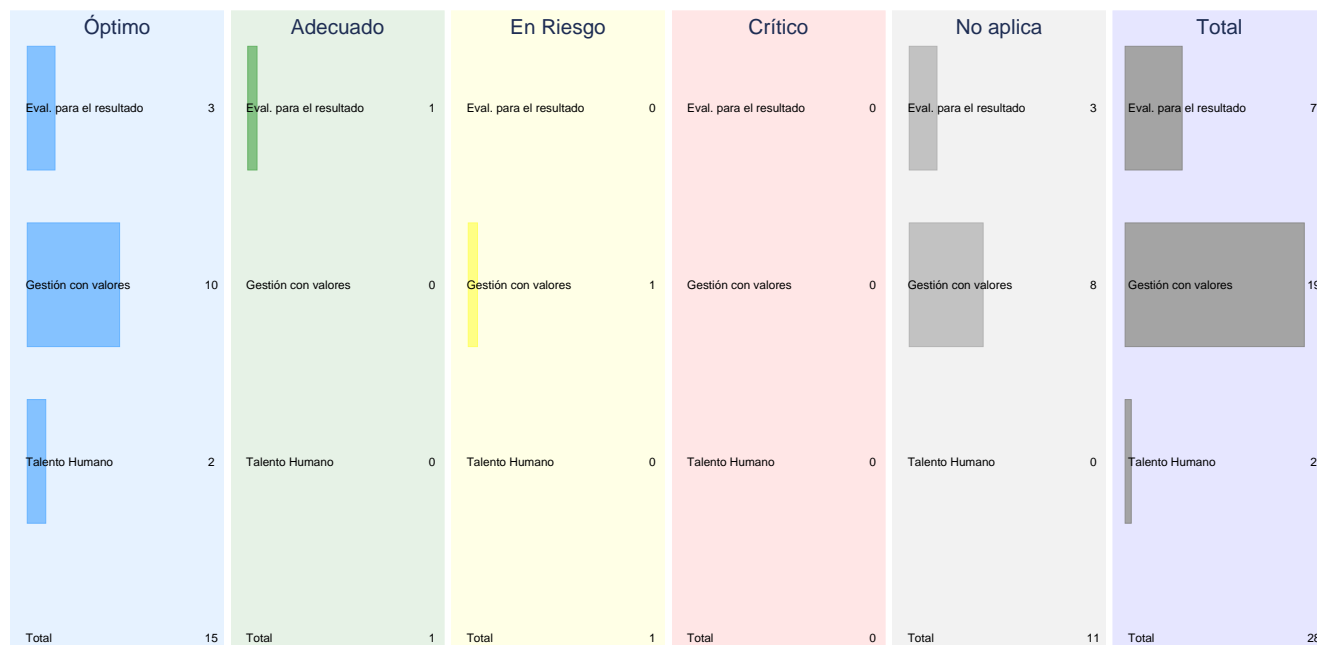 Óptimo Adecuado En Riesgo Crítico No aplica Total
Eval. para el resultado 3 Eval. para el resultado 1 Eval. para el resultado 0 Eval. para el resultado 0 Eval. para el resultado 3 Eval. para el resultado 7
Gestión con valores 10 Gestión con valores 0 Gestión con valores 1 Gestión con valores 0 Gestión con valores 8 Gestión con valores 19
Talento Humano 2 Talento Humano 0 Talento Humano 0 Talento Humano 0 Talento Humano 0 Talento Humano 2
Total 15 Total 1 Total 1 Total 0 Total 11 Total 28